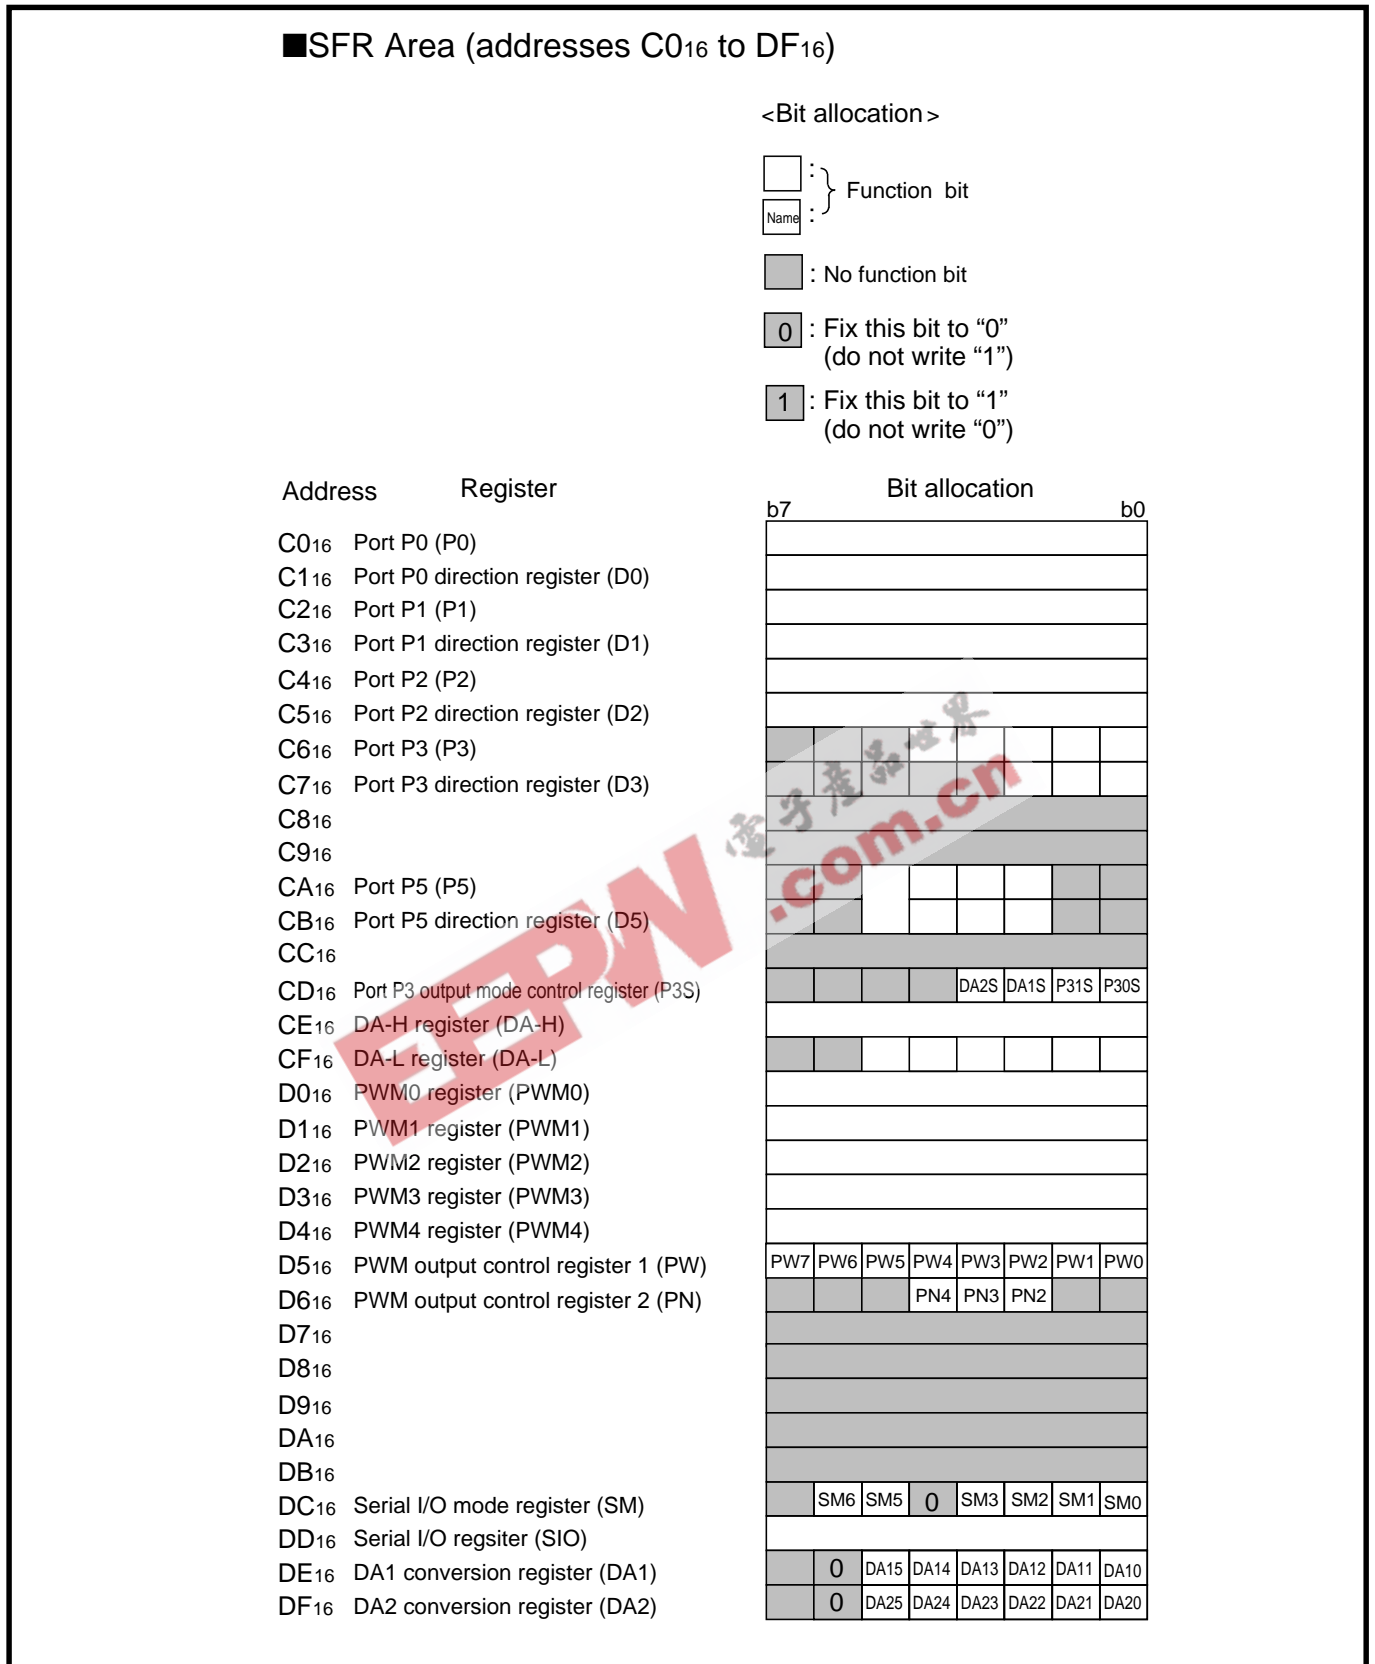 ■SFR Area (addresses C016 to DF16)
<Bit allocation>
:
Name :
Function bit
: No function bit
0 : Fix this bit to “0”
(do not write “1”)
1 : Fix this bit to “1”
(do not write “0”)
Address Register Bit allocation
b7 b0
C016 Port P0 (P0)
C116 Port P0 direction register (D0)
C216 Port P1 (P1)
C316 Port P1 direction register (D1)
C416 Port P2 (P2)
C516 Port P2 direction register (D2)
C616 Port P3 (P3)
C716 Port P3 direction register (D3)
C816
C916
CA16 Port P5 (P5)
CB16 Port P5 direction register (D5)
CC16
CD16 Port P3 output mode control register (P3S) DA2S DA1S P31S P30S
CE16 DA-H register (DA-H)
CF16 DA-L register (DA-L)
D016 PWM0 register (PWM0)
D116 PWM1 register (PWM1)
D216 PWM2 register (PWM2)
D316 PWM3 register (PWM3)
D416 PWM4 register (PWM4)
D516 PWM output control register 1 (PW) PW7 PW6 PW5 PW4 PW3 PW2 PW1 PW0
D616 PWM output control register 2 (PN) PN4 PN3 PN2
D716
D816
D916
DA16
DB16
DC16 Serial I/O mode register (SM) SM6 SM5 0 SM3 SM2 SM1 SM0
DD16 Serial I/O regsiter (SIO)
DE16 DA1 conversion register (DA1) 0 DA15 DA14 DA13 DA12 DA11 DA10
DF16 DA2 conversion register (DA2) 0 DA25 DA24 DA23 DA22 DA21 DA20
EEPW .com.cn
電子產品世界